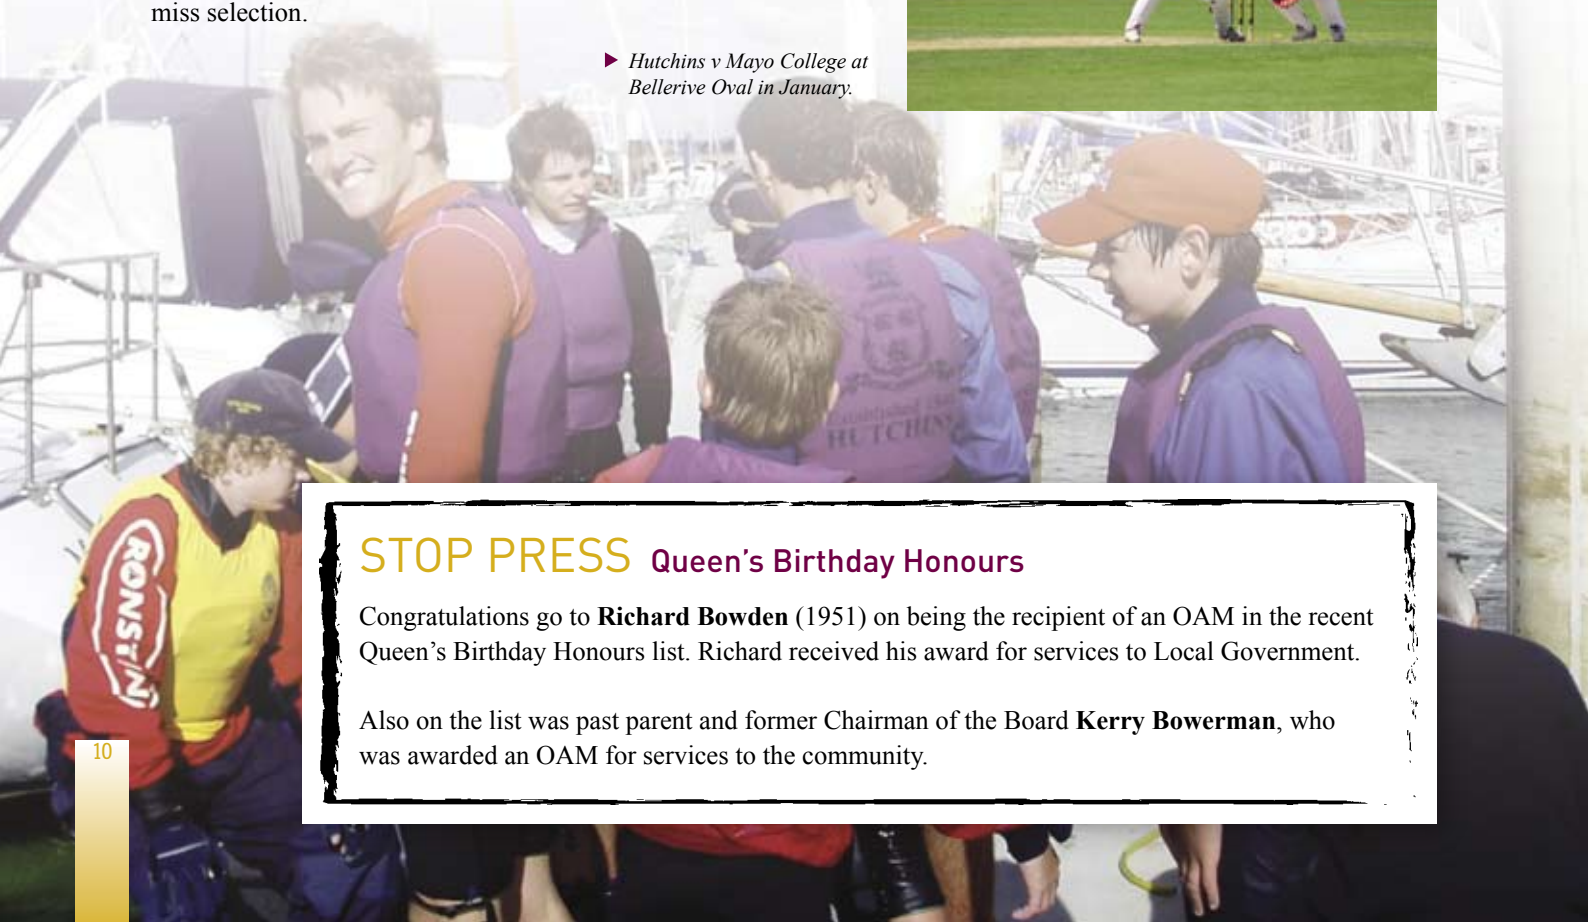 miss selection.
Hutchins v Mayo College at
Bellerive Oval in January.
HUTCHINS
RONSTAN
STOP PRESS Queen's Birthday Honours
Congratulations go to **Richard Bowden** (1951) on being the recipient of an OAM in the recent
Queen's Birthday Honours list. Richard received his award for services to Local Government.
Also on the list was past parent and former Chairman of the Board **Kerry Bowerman**, who
was awarded an OAM for services to the community.
10